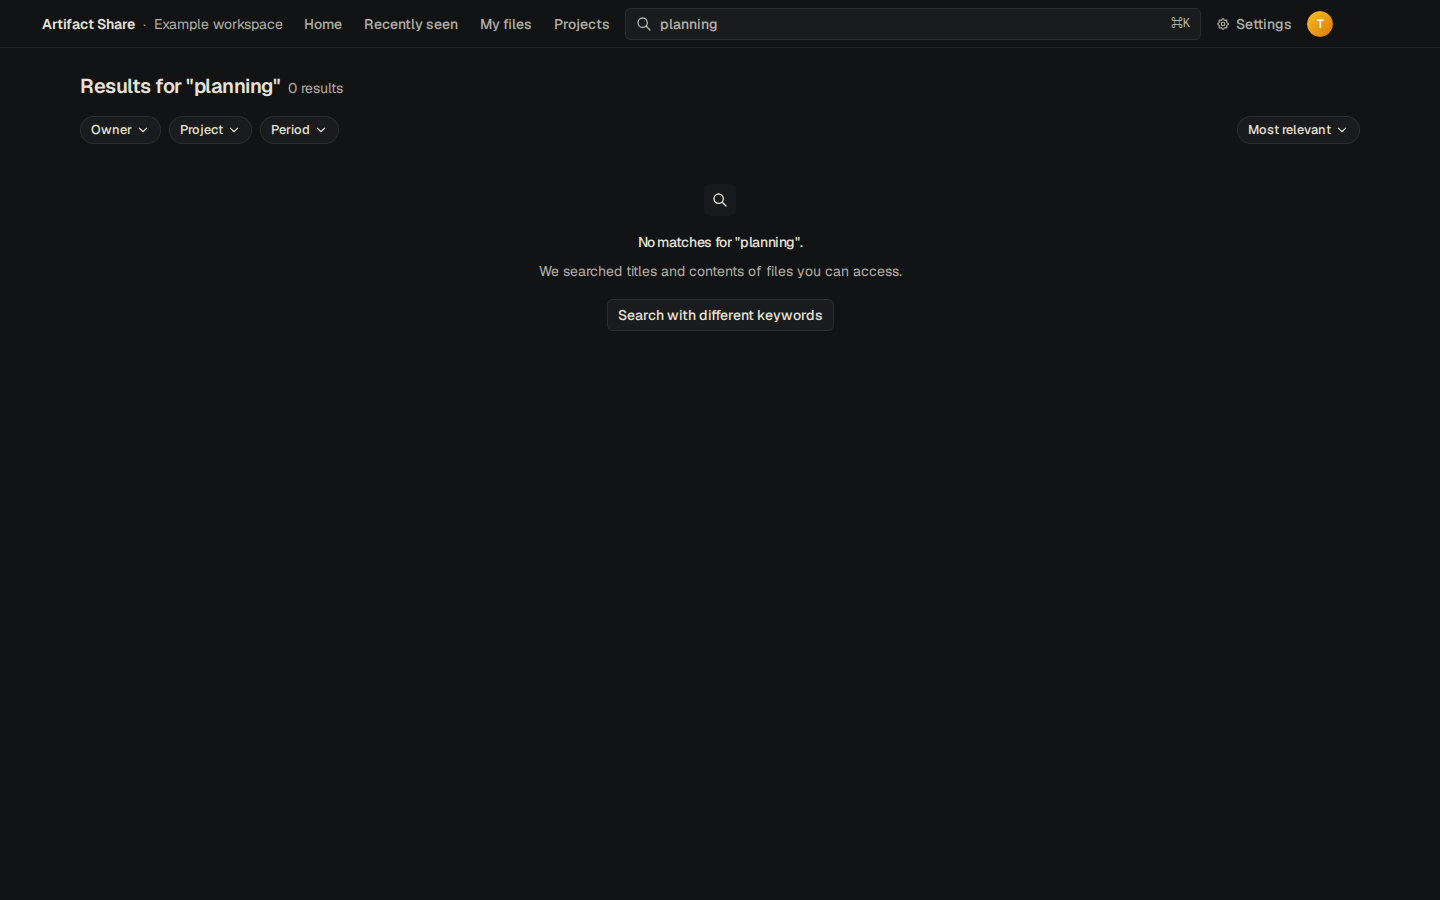 Artifact Share · Example workspace Home Recently seen My files Projects planning ⌘K Settings T
Results for "planning" 0 results
Owner Project Period Most relevant
No matches for "planning".
We searched titles and contents of files you can access.
Search with different keywords